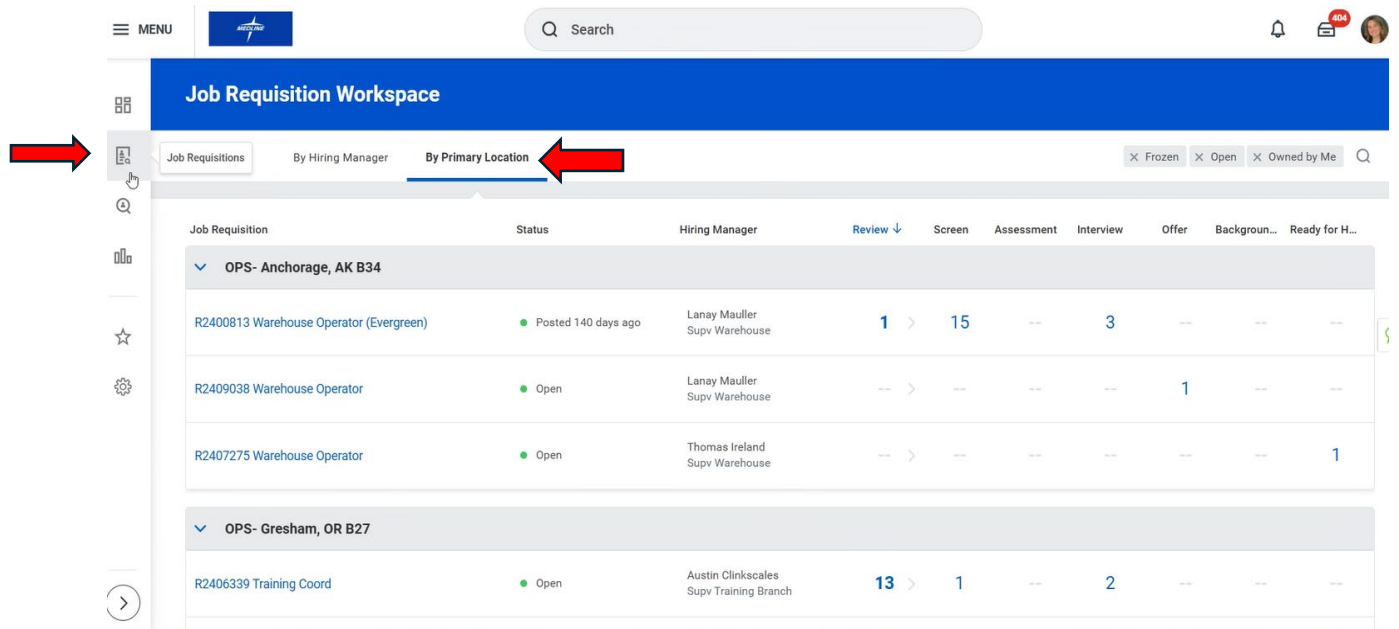 MENU
MEDLINE
Search
404
Job Requisition Workspace
Job Requisitions
By Hiring Manager
By Primary Location
× Frozen × Open × Owned by Me
Job Requisition Status Hiring Manager Review ↓ Screen Assessment Interview Offer Backgroun... Ready for H...
OPS- Anchorage, AK B34
R2400813 Warehouse Operator (Evergreen) Posted 140 days ago Lanay Mauller 1 > 15 -- 3 -- -- --
Supv Warehouse
R2409038 Warehouse Operator Open Lanay Mauller -- > -- -- -- 1 -- --
Supv Warehouse
R2407275 Warehouse Operator Open Thomas Ireland -- > -- -- -- -- -- 1
Supv Warehouse
OPS- Gresham, OR B27
R2406339 Training Coord Open Austin Clinkscales 13 > 1 -- 2 -- -- --
Supv Training Branch